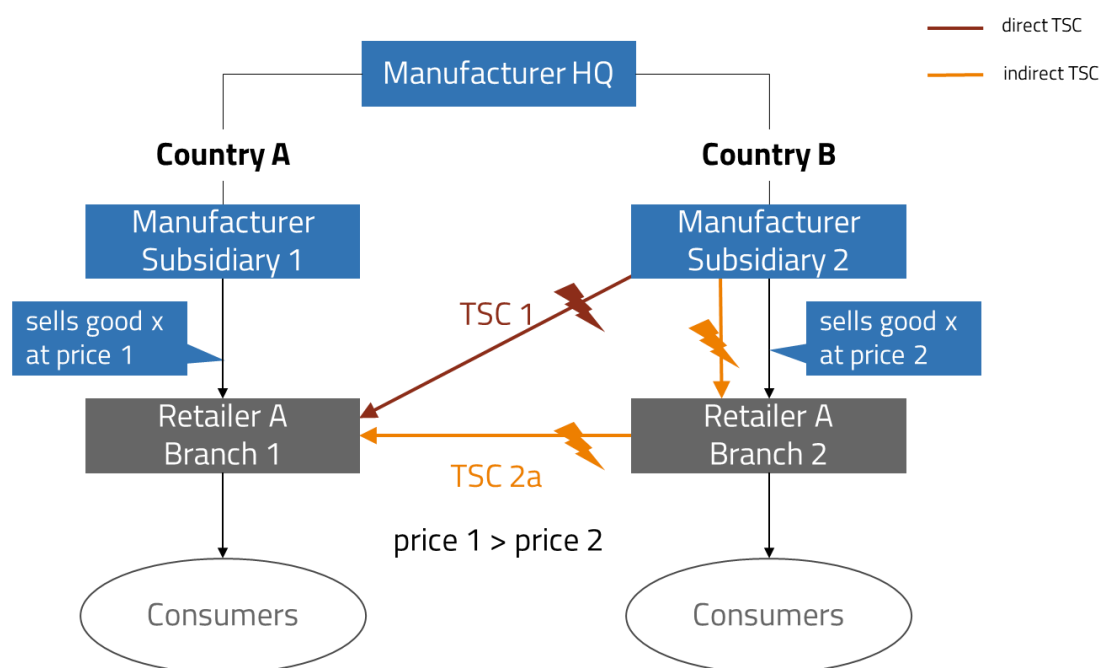 direct TSC
indirect TSC
Manufacturer HQ
Country A
Country B
Manufacturer
Subsidiary 1
Manufacturer
Subsidiary 2
sells good x
at price 1
TSC 1
sells good x
at price 2
Retailer A
Branch 1
Retailer A
Branch 2
TSC 2a
price 1 > price 2
Consumers
Consumers